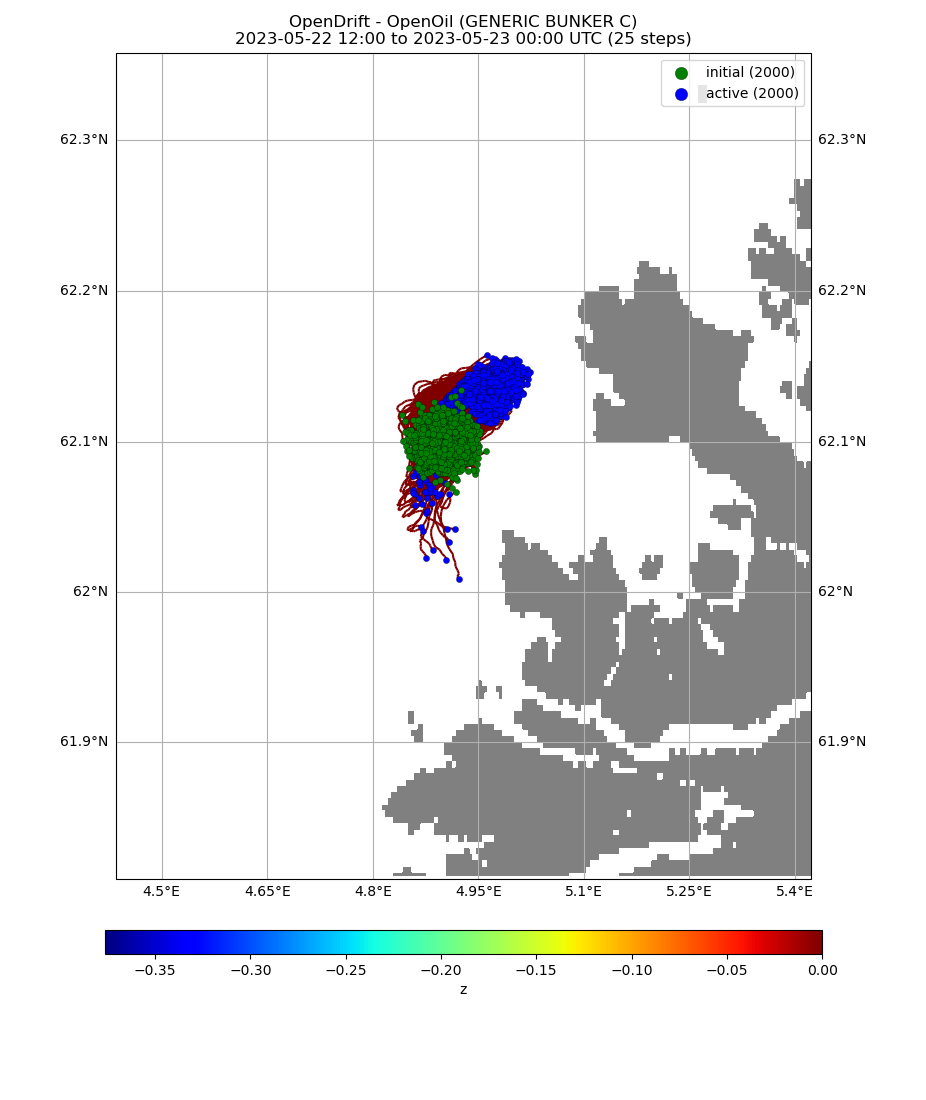 OpenDrift - OpenOil (GENERIC BUNKER C)
2023-05-22 12:00 to 2023-05-23 00:00 UTC (25 steps)
initial (2000)
active (2000)
62.3°N 62.3°N
62.2°N 62.2°N
62.1°N 62.1°N
62°N 62°N
61.9°N 61.9°N
4.5°E 4.65°E 4.8°E 4.95°E 5.1°E 5.25°E 5.4°E
−0.35 −0.30 −0.25 −0.20 −0.15 −0.10 −0.05 0.00
z